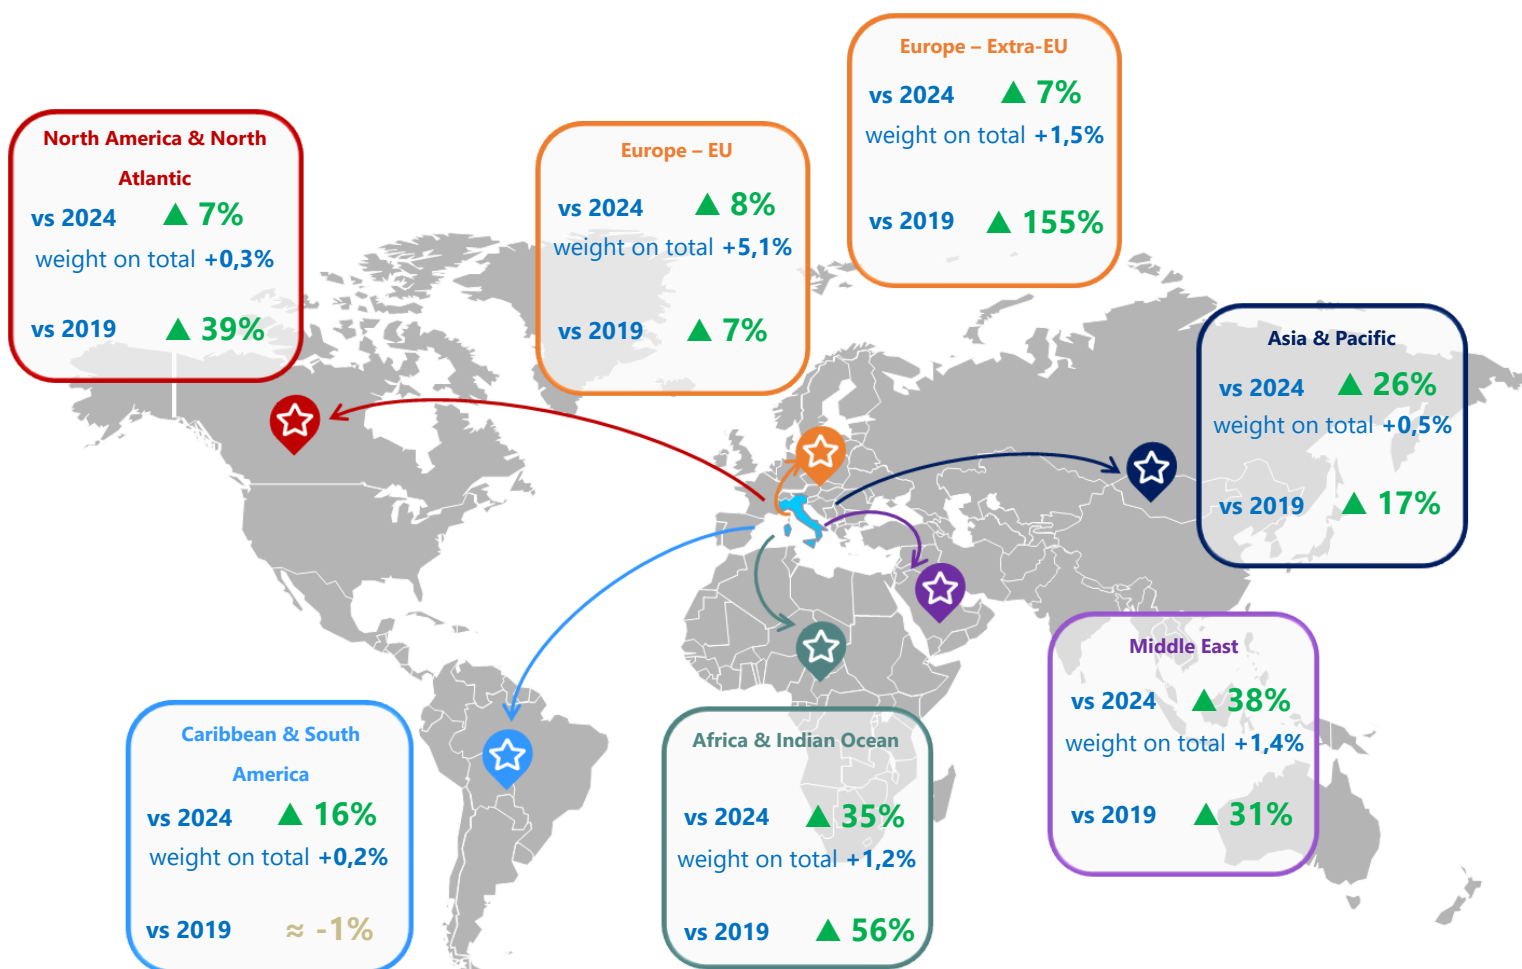 Europe – Extra-EU
vs 2024 ▲ 7%
weight on total +1,5%
vs 2019 ▲ 155%
North America & North
Atlantic
vs 2024 ▲ 7%
weight on total +0,3%
vs 2019 ▲ 39%
Europe – EU
vs 2024 ▲ 8%
weight on total +5,1%
vs 2019 ▲ 7%
Asia & Pacific
vs 2024 ▲ 26%
weight on total +0,5%
vs 2019 ▲ 17%
Middle East
vs 2024 ▲ 38%
weight on total +1,4%
vs 2019 ▲ 31%
Caribbean & South
America
vs 2024 ▲ 16%
weight on total +0,2%
vs 2019 ≈ -1%
Africa & Indian Ocean
vs 2024 ▲ 35%
weight on total +1,2%
vs 2019 ▲ 56%